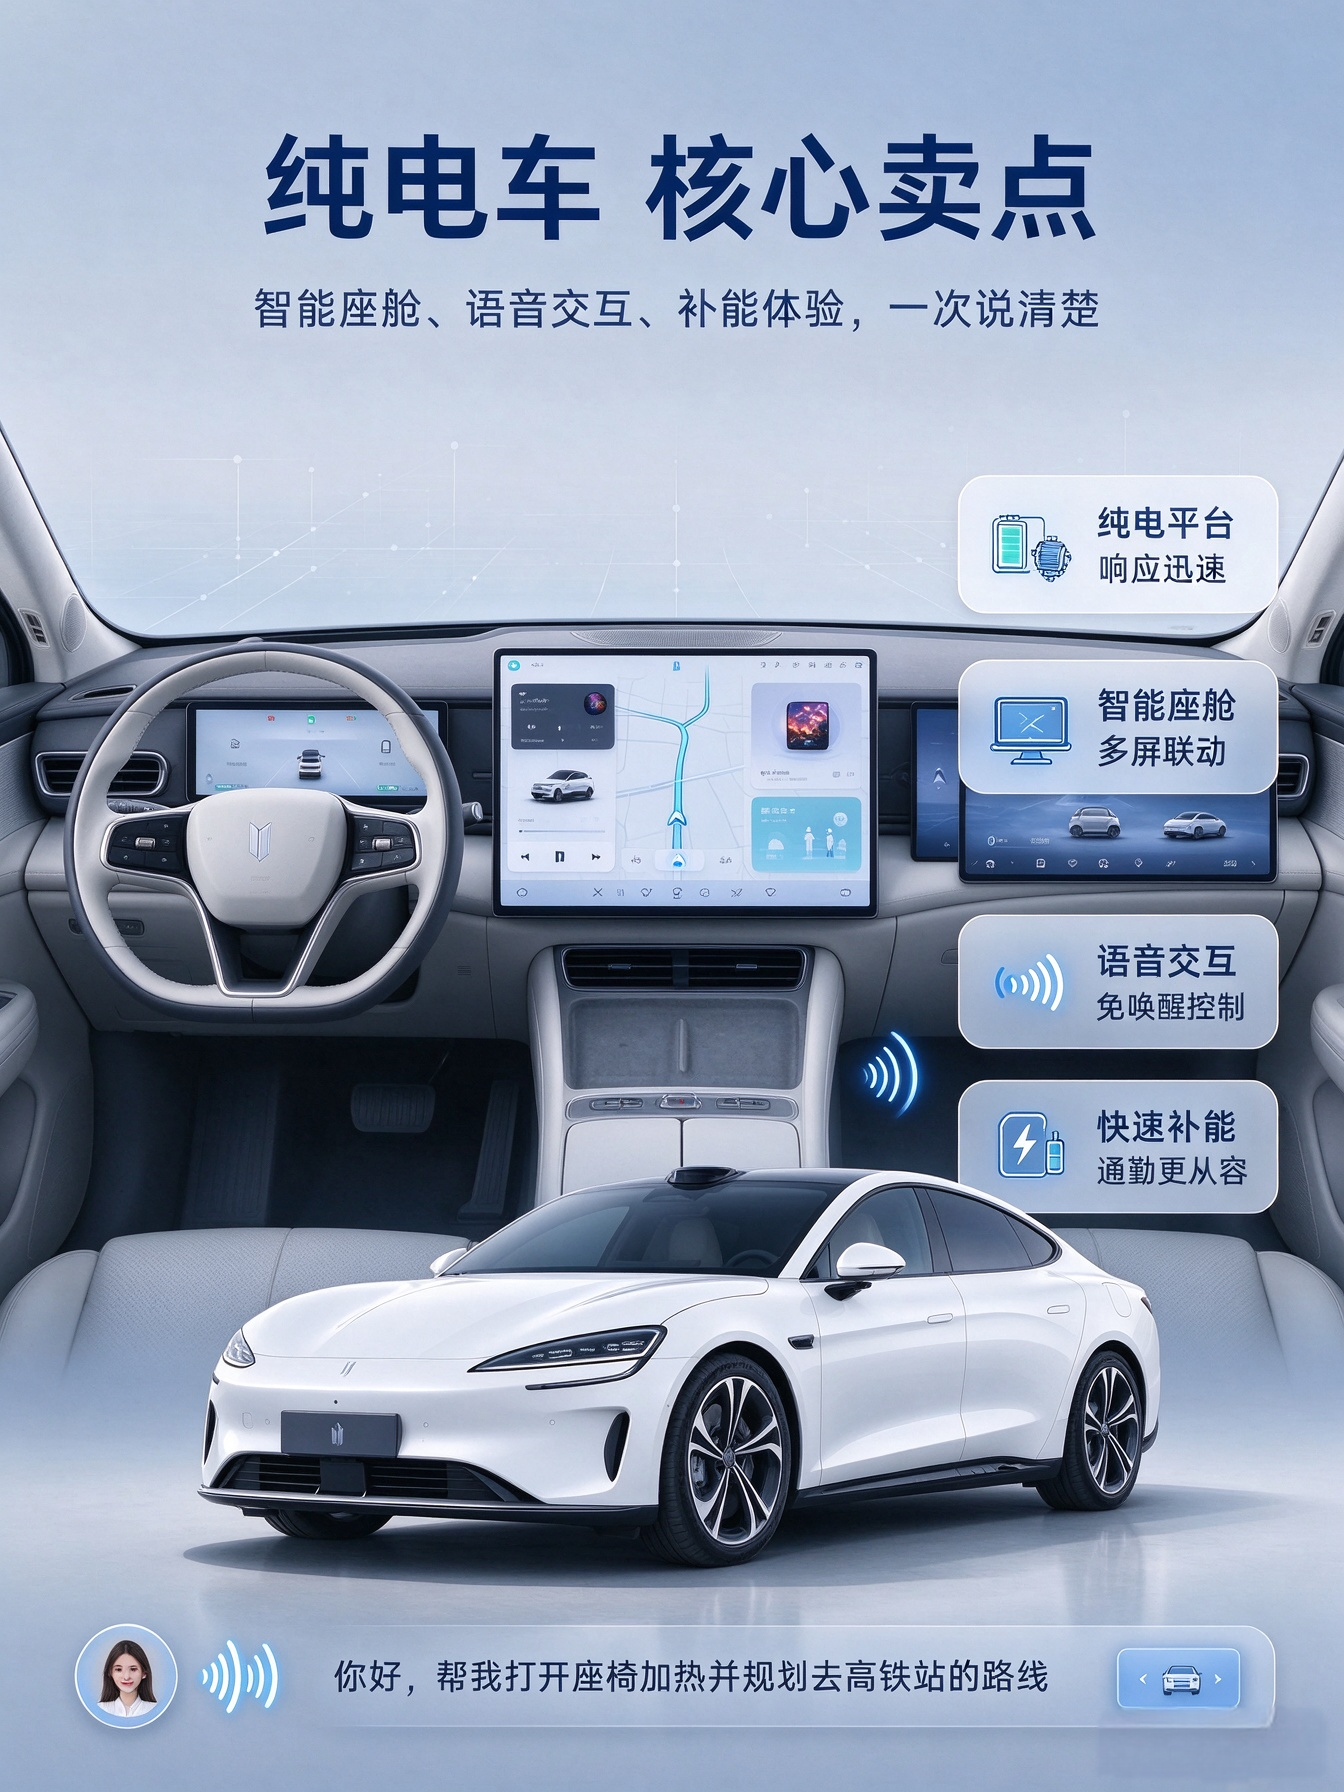 纯电车 核心卖点
智能座舱、语音交互、补能体验，一次说清楚
纯电平台
响应迅速
智能座舱
多屏联动
语音交互
免唤醒控制
快速补能
通勤更从容
你好，帮我打开座椅加热并规划去高铁站的路线